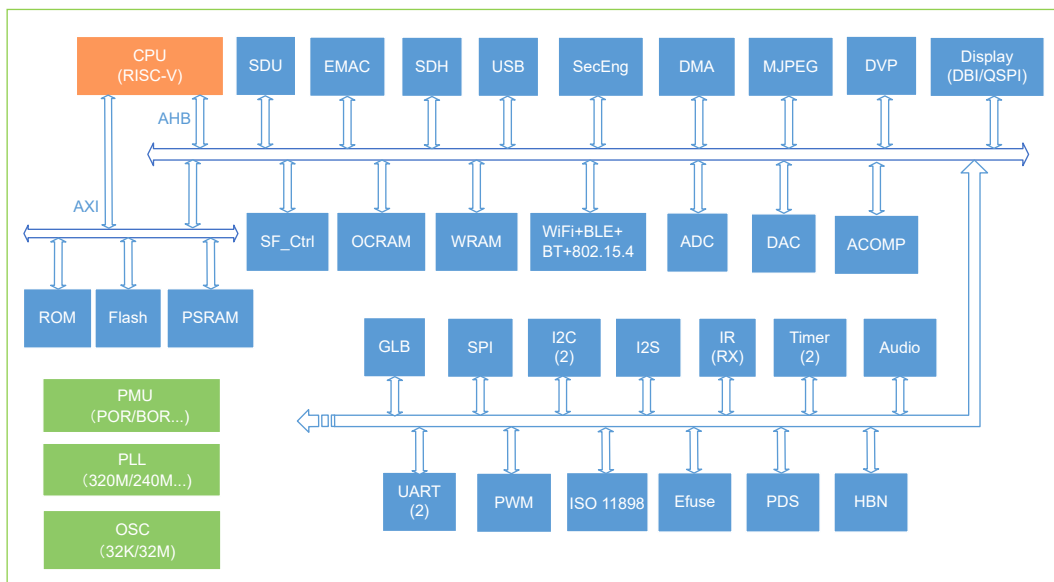 CPU
(RISC-V)
SDU
EMAC
SDH
USB
SecEng
DMA
MJPEG
DVP
Display
(DBI/QSPI)
AHB
AXI
SF_Ctrl
OCRAM
WRAM
WiFi+BLE+
BT+802.15.4
ADC
DAC
ACOMP
ROM
Flash
PSRAM
GLB
SPI
I2C
(2)
I2S
IR
(RX)
Timer
(2)
Audio
PMU
（POR/BOR...)
PLL
(320M/240M...)
OSC
（32K/32M)
UART
(2)
PWM
ISO 11898
Efuse
PDS
HBN